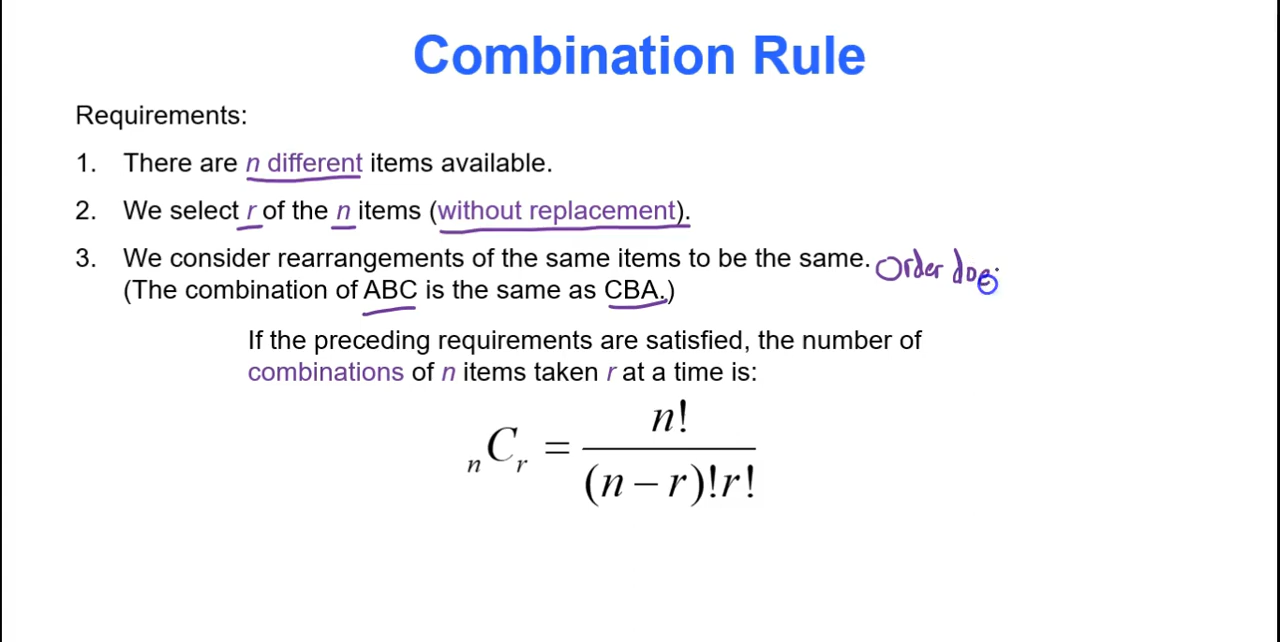 Combination Rule
Requirements:
1. There are n different items available.
2. We select r of the n items (without replacement).
3. We consider rearrangements of the same items to be the same. Order doe
(The combination of ABC is the same as CBA.)
If the preceding requirements are satisfied, the number of
combinations of n items taken r at a time is:
nCr = n! / (n − r)!r!